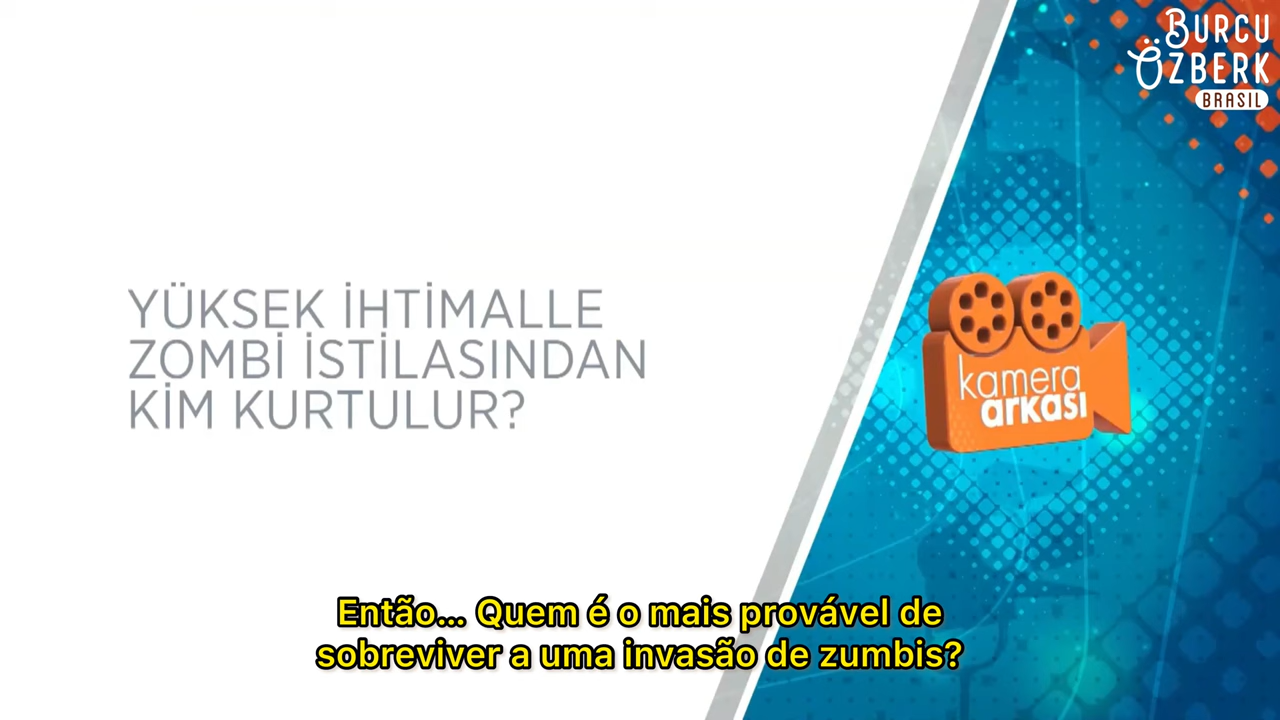 BURCU
ÖZBERK
BRASIL
YÜKSEK İHTİMALLE
ZOMBİ İSTİLASINDAN
KİM KURTULUR?
kamera
arkası
Então... Quem é o mais provável de
sobreviver a uma invasão de zumbis?